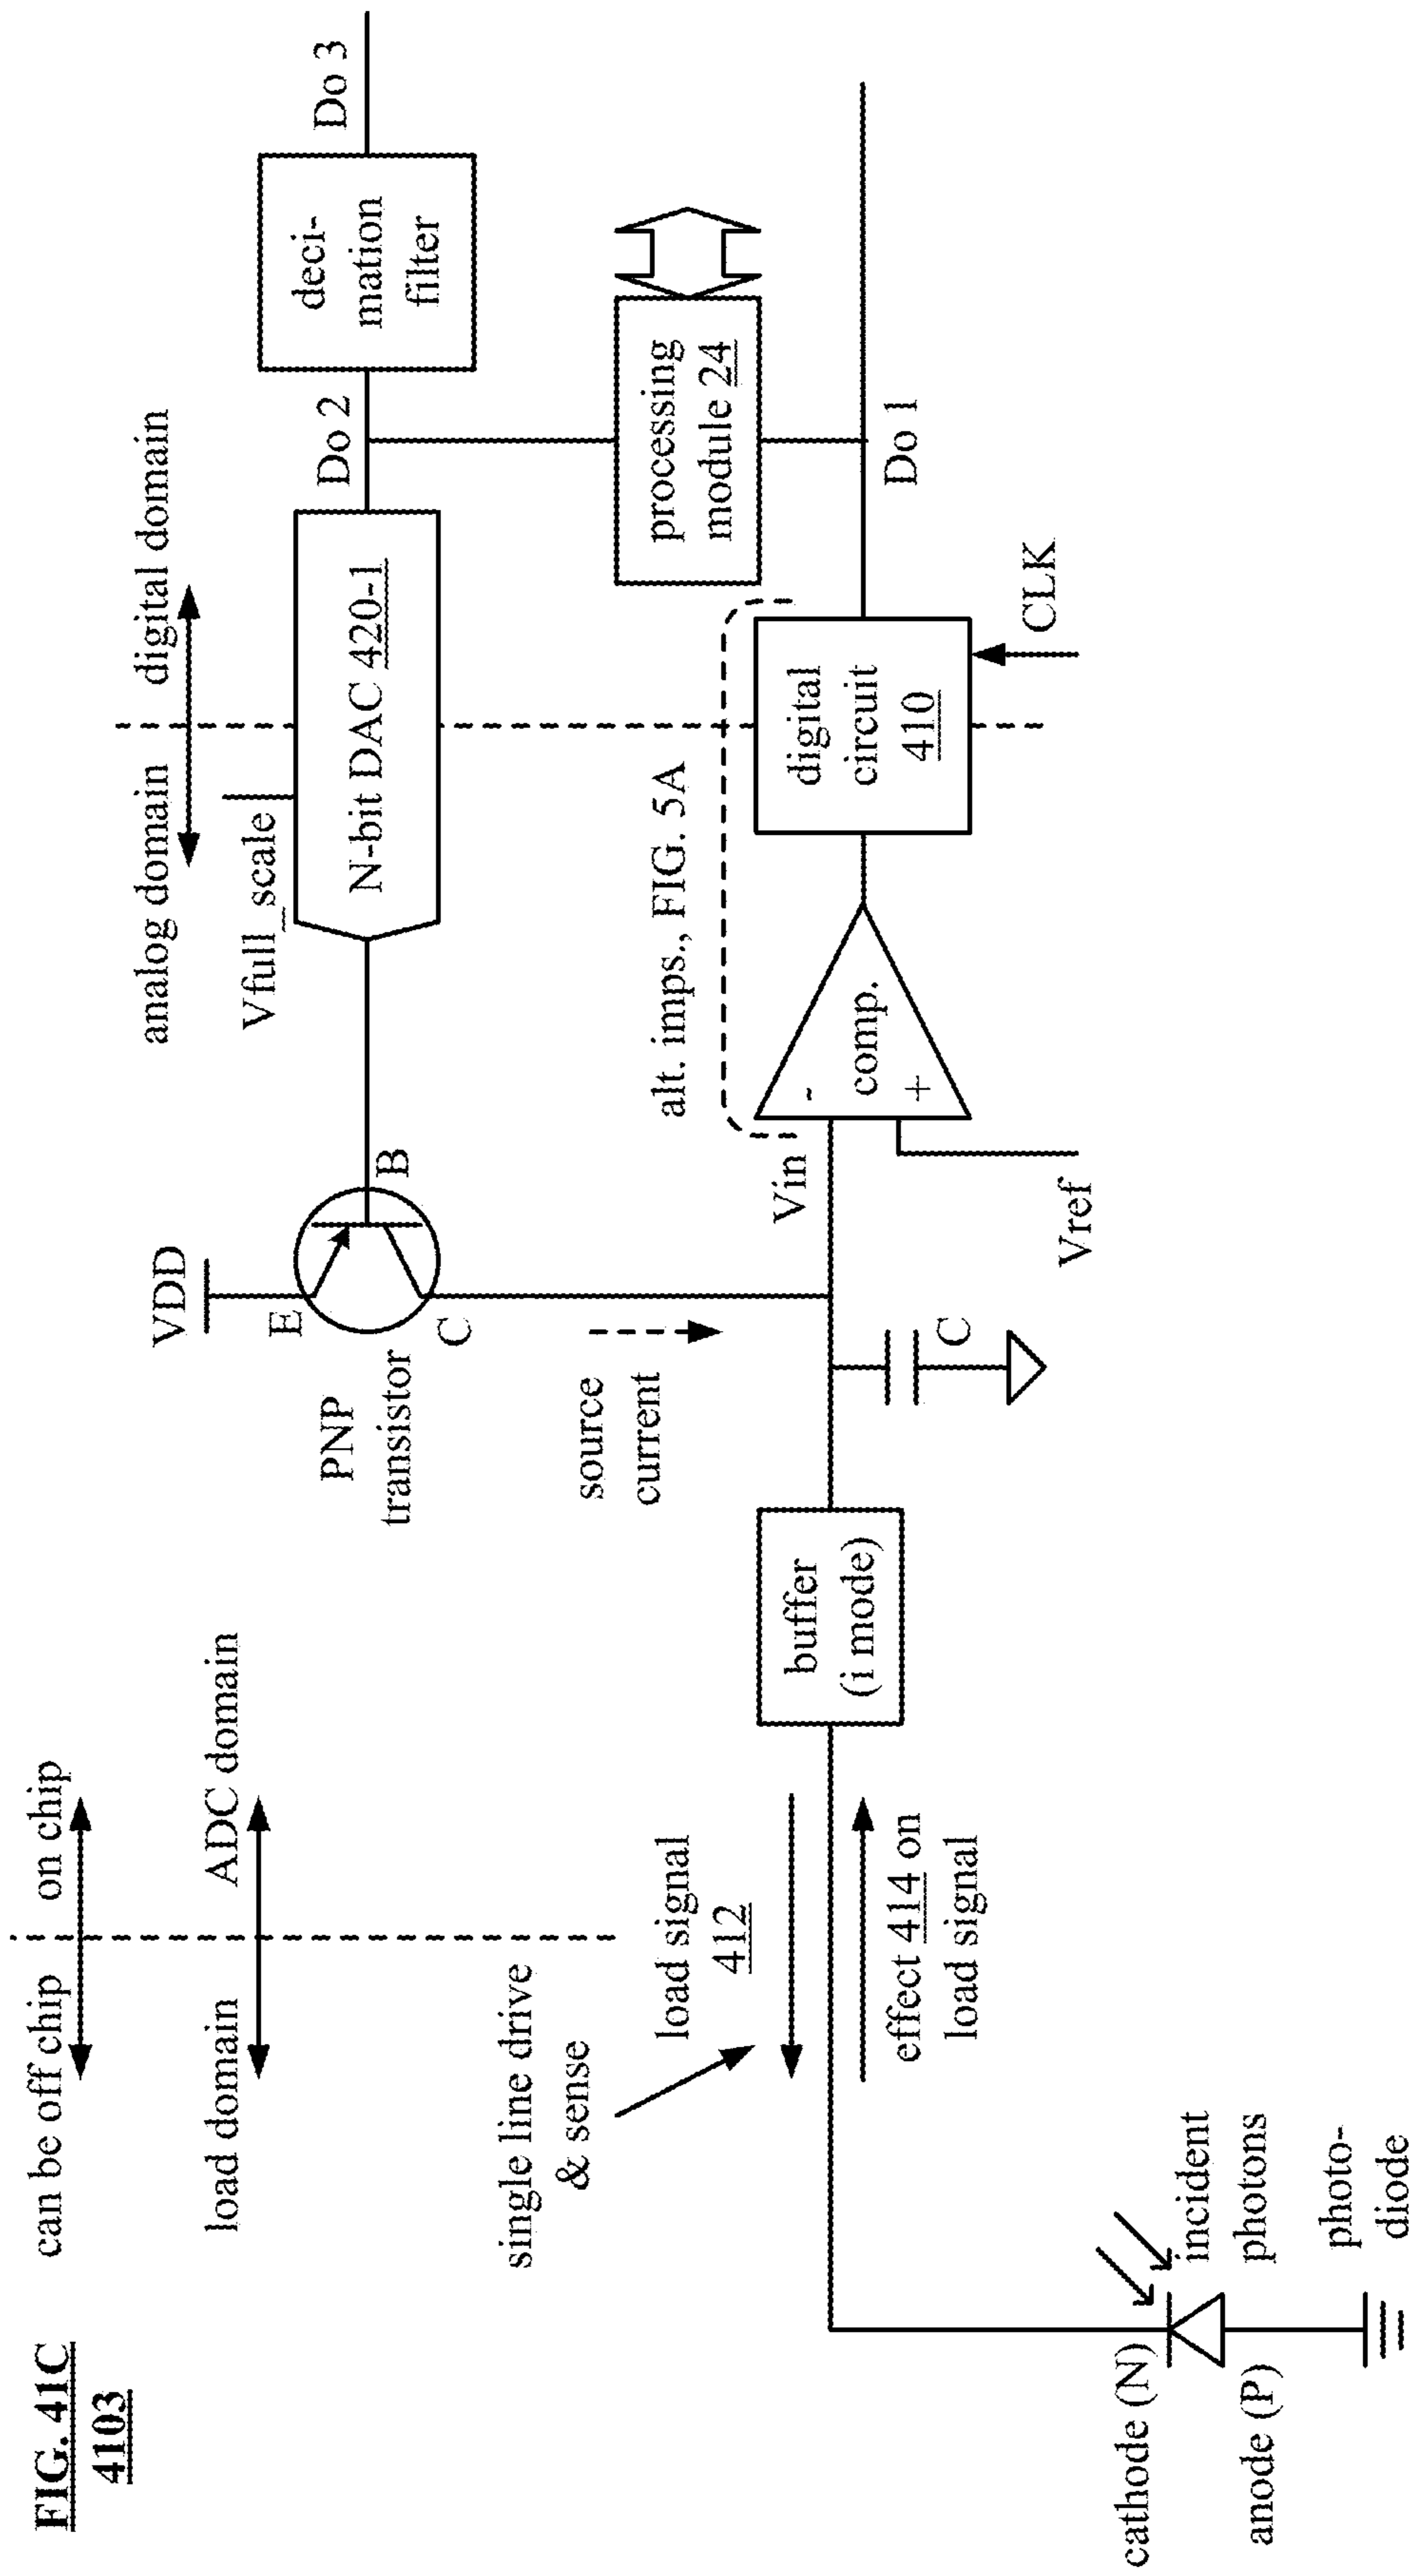 FIG. 41C
4103
can be off chip
on chip
load domain
ADC domain
analog domain
digital domain
single line drive
& sense
load signal
412
effect 414 on
load signal
cathode (N)
anode (P)
incident
photons
photo-
diode
buffer
(i mode)
source
current
C
PNP
transistor
VDD
E
B
C
Vfull_scale
N-bit DAC 420-1
Do 2
deci-
mation
filter
Do 3
processing
module 24
alt. imps., FIG. 5A
Vin
Vref
-
comp.
+
digital
circuit
410
CLK
Do 1